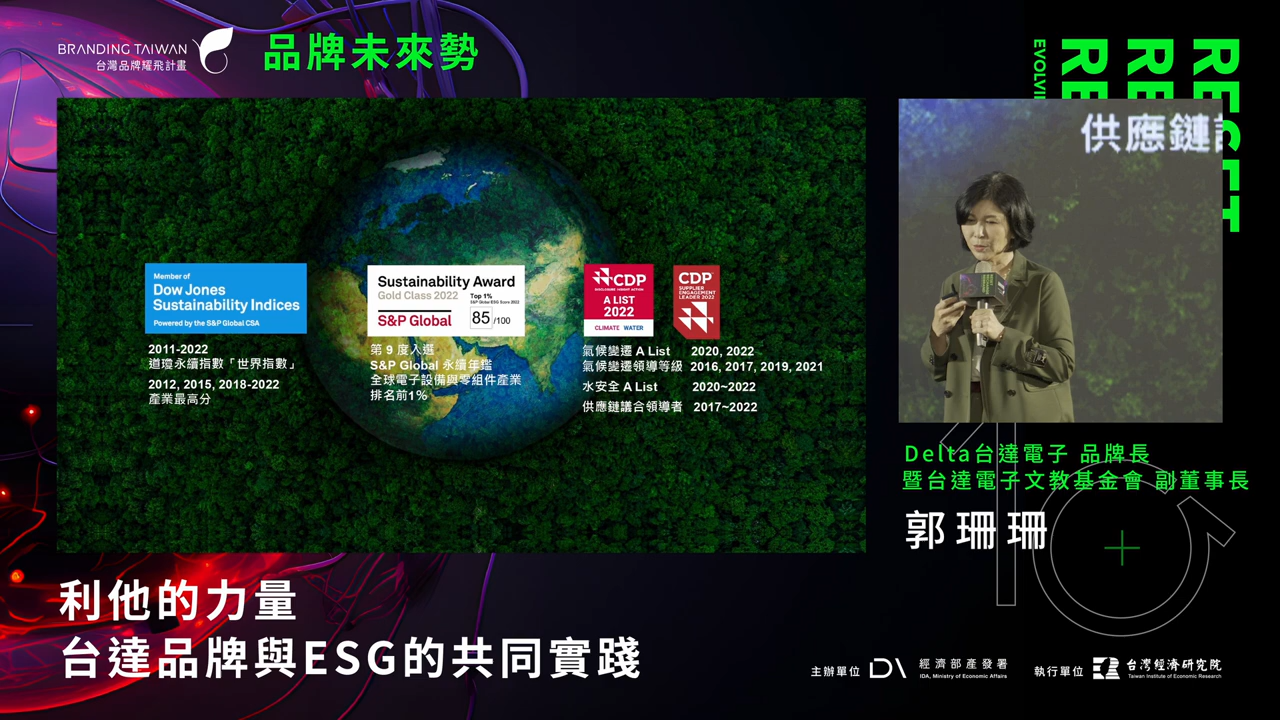 BRANDING TAIWAN
台灣品牌耀飛計畫
品牌未來勢
Member of
Dow Jones
Sustainability Indices
Powered by the S&P Global CSA
2011-2022
道瓊永續指數「世界指數」
2012, 2015, 2018-2022
產業最高分
Sustainability Award
Gold Class 2022
S&P Global
Top 1%
S&P Global ESG Score 2022
85/100
第 9 度入選
S&P Global 永續年鑑
全球電子設備與零組件產業
排名前1%
CDP
DISCLOSURE INSIGHT ACTION
A LIST
2022
CLIMATE WATER
CDP
SUPPLIER
ENGAGEMENT
LEADER 2022
氣候變遷 A List 2020, 2022
氣候變遷領導等級 2016, 2017, 2019, 2021
水安全 A List 2020~2022
供應鏈議合領導者 2017~2022
供應鏈
Delta台達電子 品牌長
暨台達電子文教基金會 副董事長
郭珊珊
利他的力量
台達品牌與ESG的共同實踐
主辦單位
經濟部產發署
IDA, Ministry of Economic Affairs
執行單位
台灣經濟研究院
Taiwan Institute of Economic Research